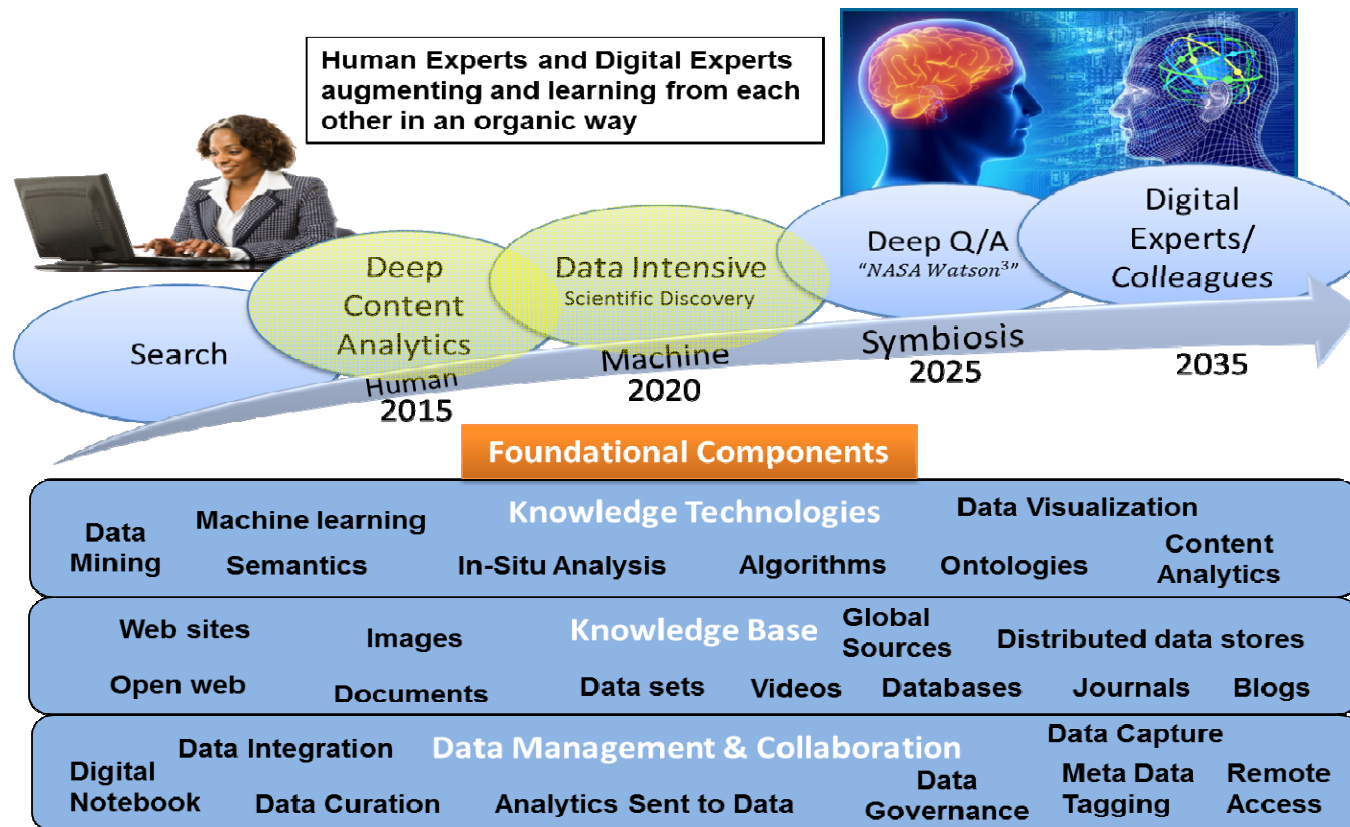 Human Experts and Digital Experts
augmenting and learning from each
other in an organic way
Search
Deep
Content
Analytics
Data Intensive
Scientific Discovery
Deep Q/A
“NASA Watson³”
Digital
Experts/
Colleagues
Human
2015
Machine
2020
Symbiosis
2025
2035
Foundational Components
Knowledge Technologies
Data
Mining
Machine learning
Semantics
In-Situ Analysis
Algorithms
Data Visualization
Ontologies
Content
Analytics
Knowledge Base
Web sites
Images
Global
Sources
Distributed data stores
Open web
Documents
Data sets
Videos
Databases
Journals
Blogs
Data Management & Collaboration
Data Integration
Data Capture
Digital
Notebook
Data Curation
Analytics Sent to Data
Data
Governance
Meta Data
Tagging
Remote
Access